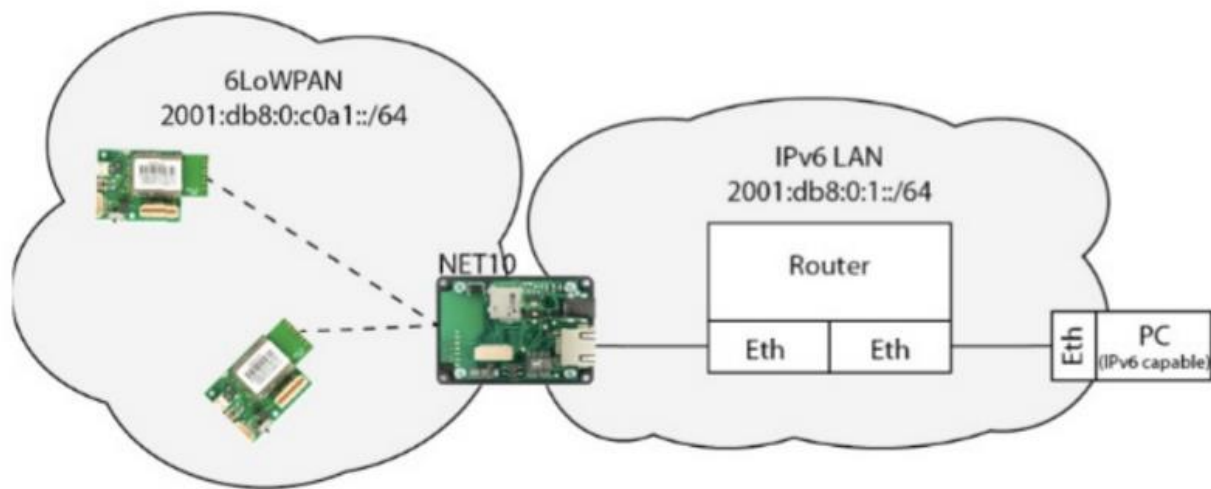 6LoWPAN
2001:db8:0:c0a1::/64
IPv6 LAN
2001:db8:0:1::/64
NET10
Router
Eth
Eth
Eth
PC
(IPv6 capable)